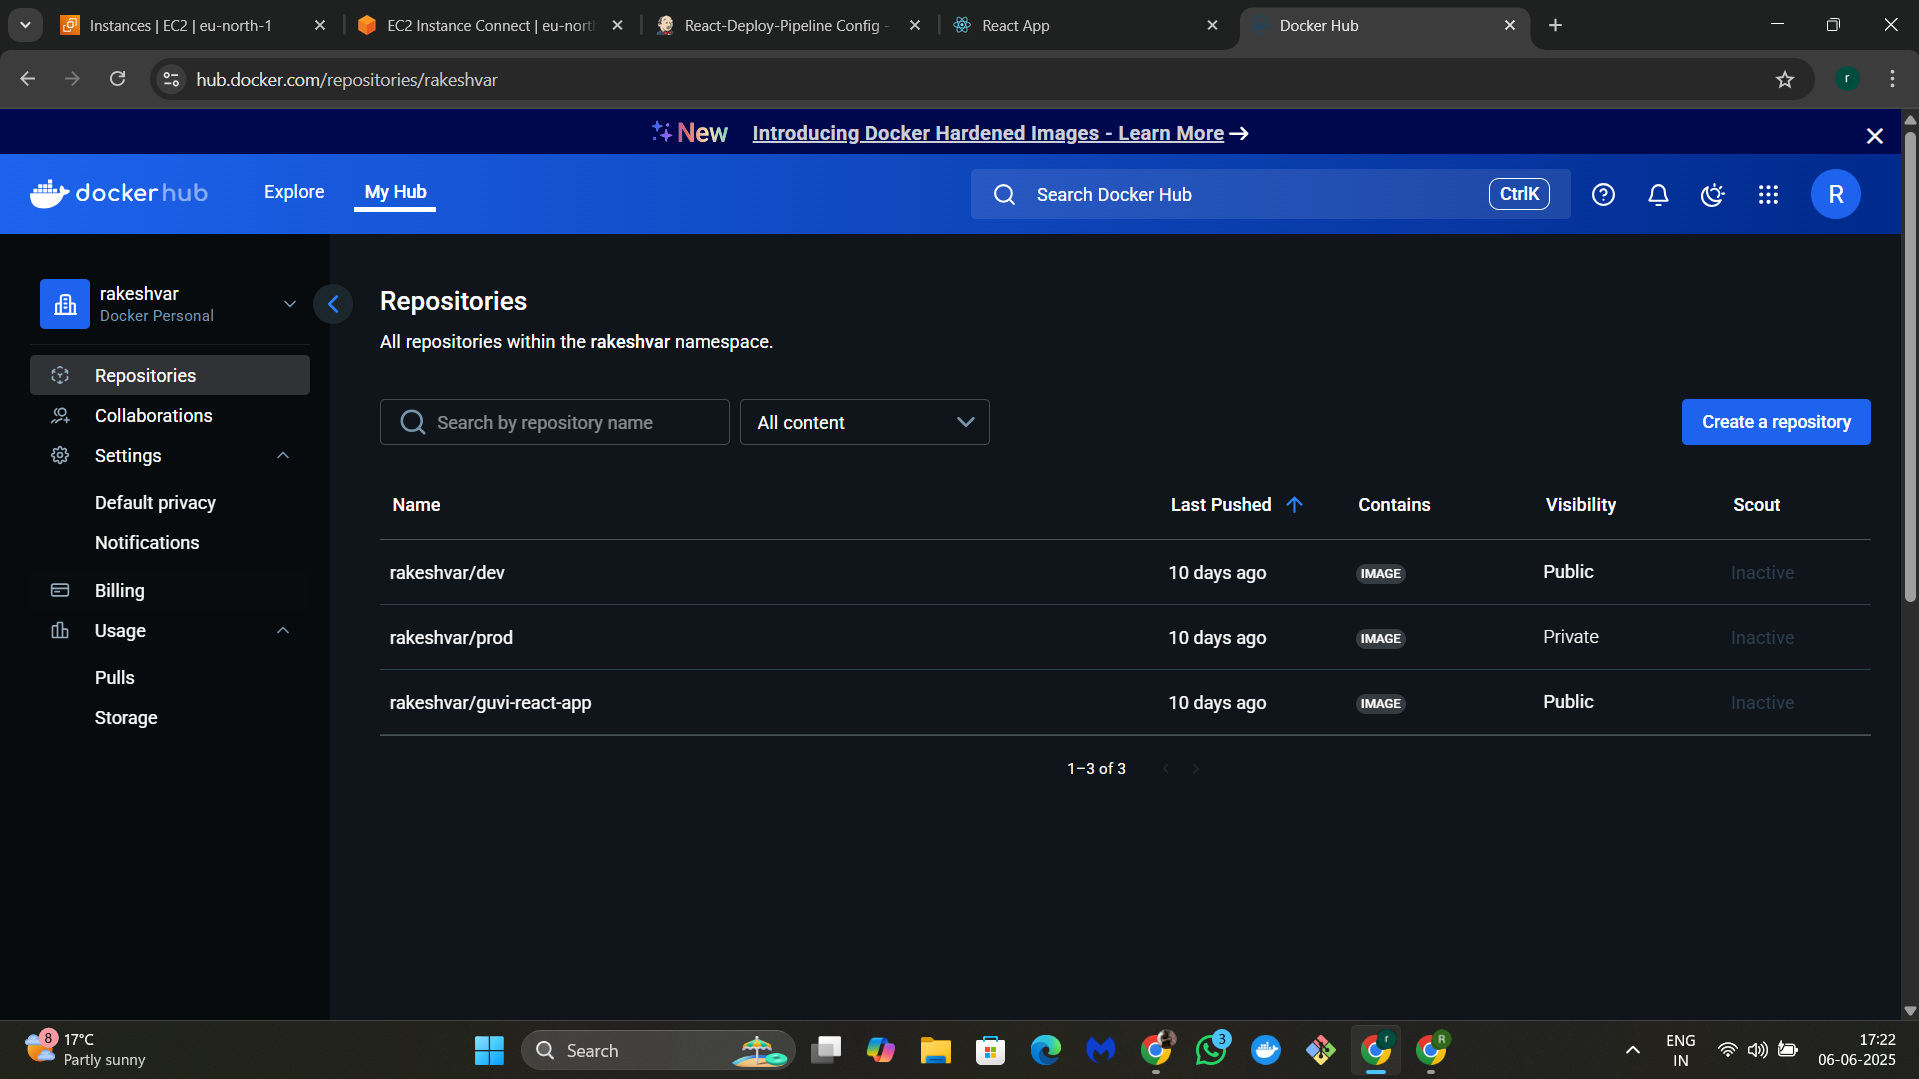 Instances | EC2 | eu-north-1
EC2 Instance Connect | eu-nort
React-Deploy-Pipeline Config -
React App
Docker Hub
hub.docker.com/repositories/rakeshvar
r
New
Introducing Docker Hardened Images - Learn More
dockerhub
Explore
My Hub
Search Docker Hub
CtrlK
R
rakeshvar
Docker Personal
Repositories
Collaborations
Settings
Default privacy
Notifications
Billing
Usage
Pulls
Storage
Repositories
All repositories within the rakeshvar namespace.
Search by repository name
All content
Create a repository
Name Last Pushed Contains Visibility Scout
rakeshvar/dev 10 days ago IMAGE Public Inactive
rakeshvar/prod 10 days ago IMAGE Private Inactive
rakeshvar/guvi-react-app 10 days ago IMAGE Public Inactive
1–3 of 3
8
17°C
Partly sunny
Search
3
r
R
ENG
IN
17:22
06-06-2025